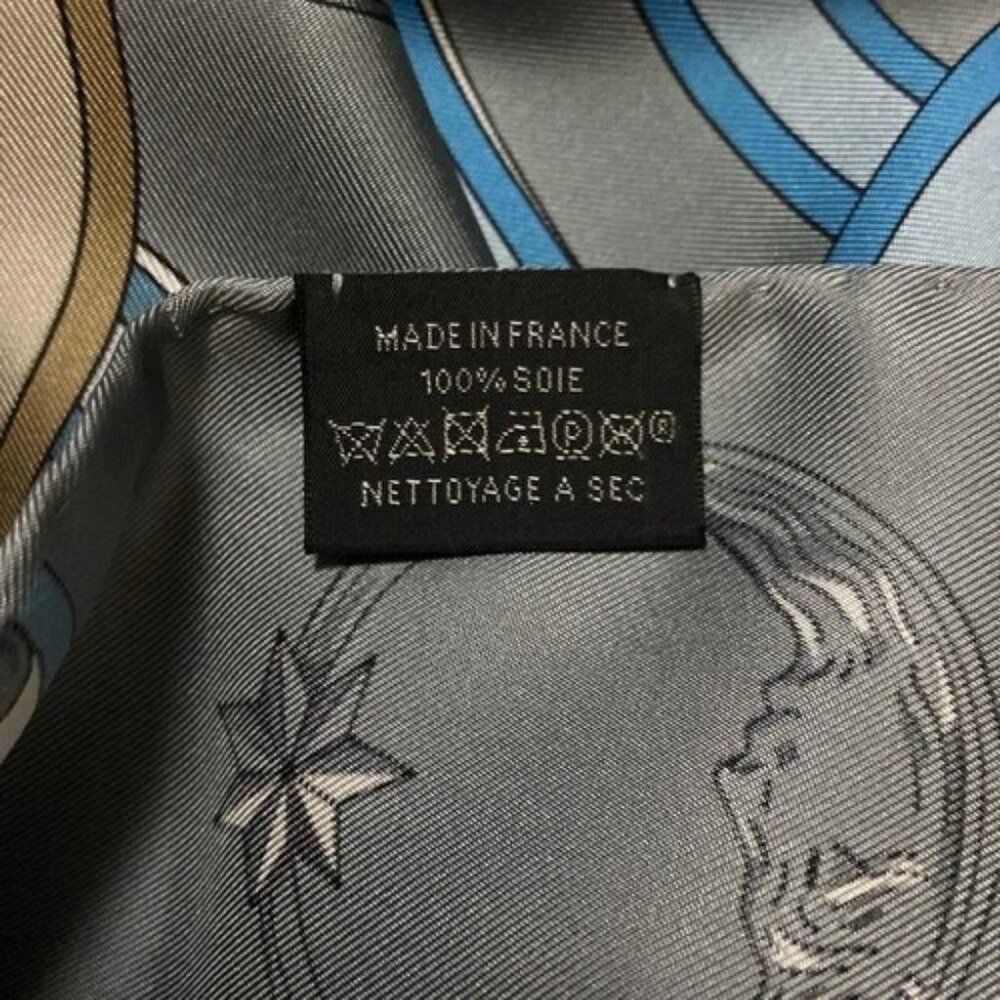 MADE IN FRANCE
100% SOIE
P ®
NETTOYAGE A SEC